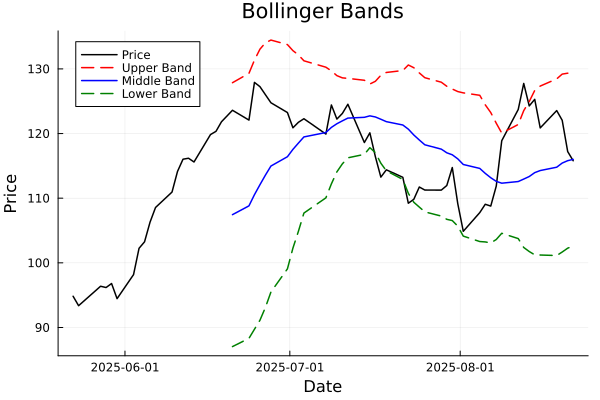 Bollinger Bands
Price
Upper Band
Middle Band
Lower Band
130
120
110
100
90
Price
2025-06-01
2025-07-01
2025-08-01
Date